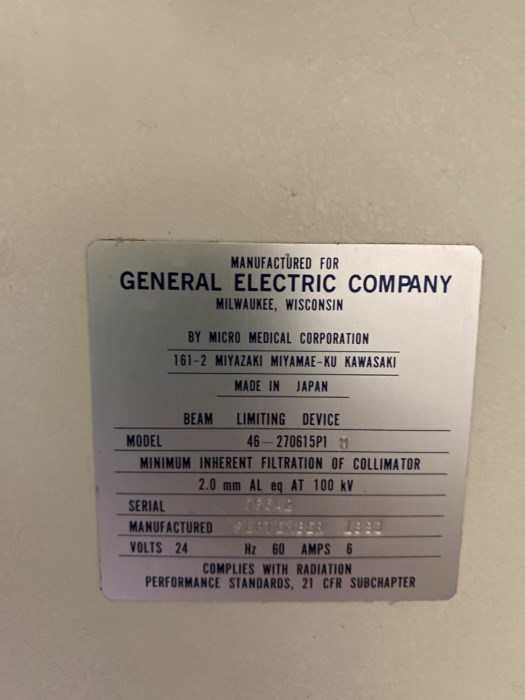 MANUFACTURED FOR
GENERAL ELECTRIC COMPANY
MILWAUKEE, WISCONSIN
BY MICRO MEDICAL CORPORATION
161-2 MIYAZAKI MIYAMAE-KU KAWASAKI
MADE IN JAPAN
BEAM LIMITING DEVICE
MODEL 46-270615P1
MINIMUM INHERENT FILTRATION OF COLLIMATOR
2.0 mm AL eq AT 100 kV
SERIAL
MANUFACTURED SEPTEMBER
VOLTS 24 Hz 60 AMPS 6
COMPLIES WITH RADIATION
PERFORMANCE STANDARDS, 21 CFR SUBCHAPTER